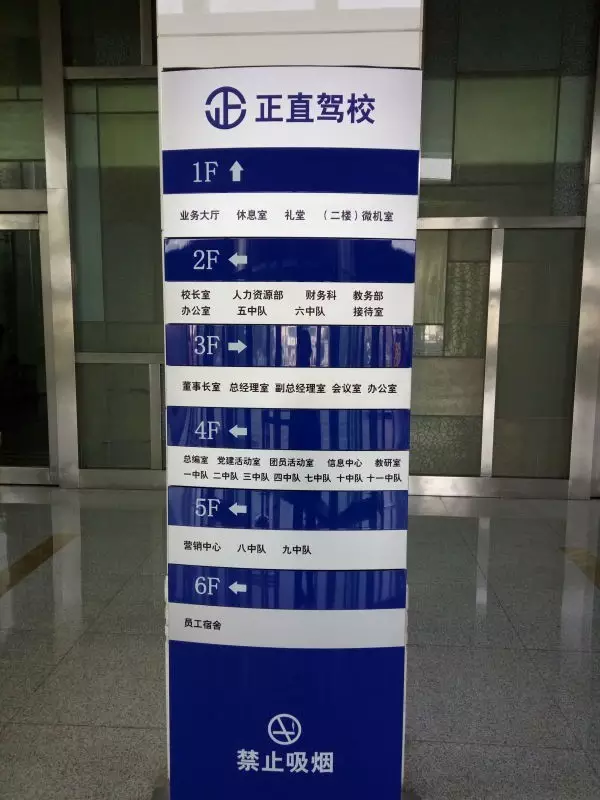 正直驾校
1F
业务大厅 休息室 礼堂 （二楼）微机室
2F
校长室 人力资源部 财务科 教务部
办公室 五中队 六中队 接待室
3F
董事长室 总经理室 副总经理室 会议室 办公室
4F
总编室 党建活动室 团员活动室 信息中心 教研室
一中队 二中队 三中队 四中队 七中队 十中队 十一中队
5F
营销中心 八中队 九中队
6F
员工宿舍
禁止吸烟